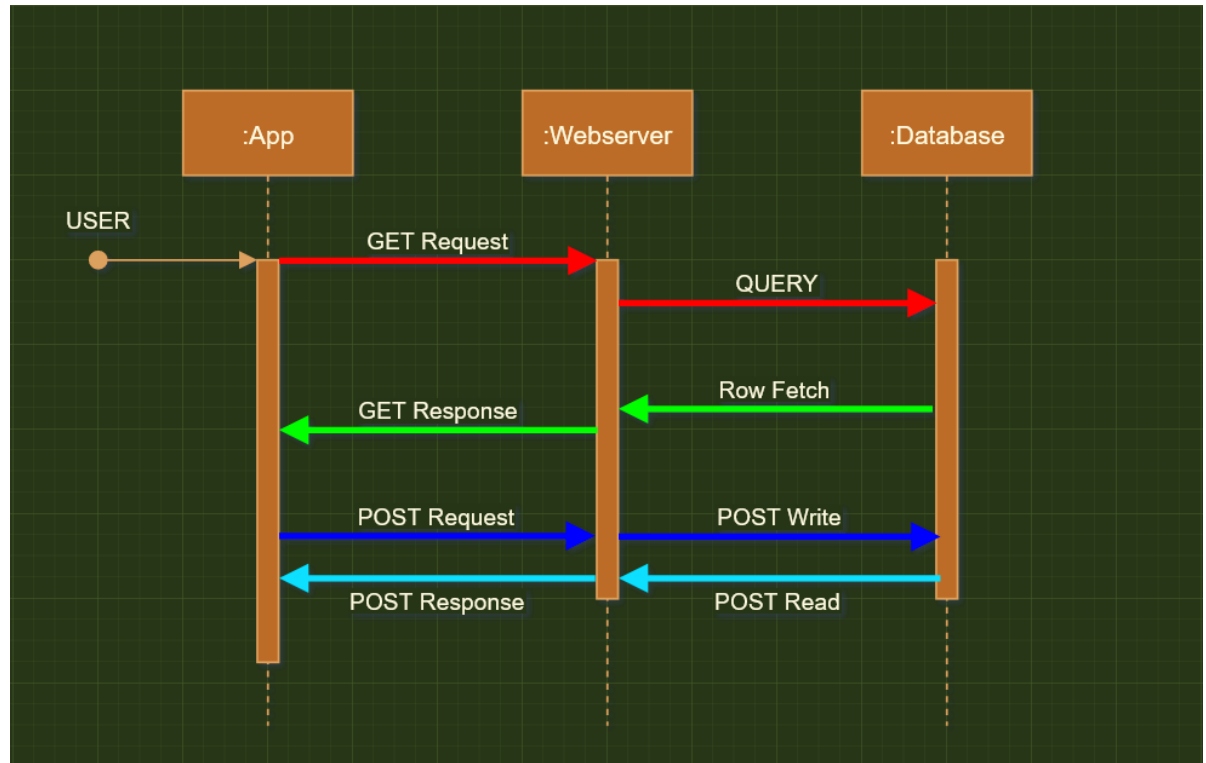 :App
:Webserver
:Database
USER
GET Request
QUERY
Row Fetch
GET Response
POST Request
POST Write
POST Response
POST Read